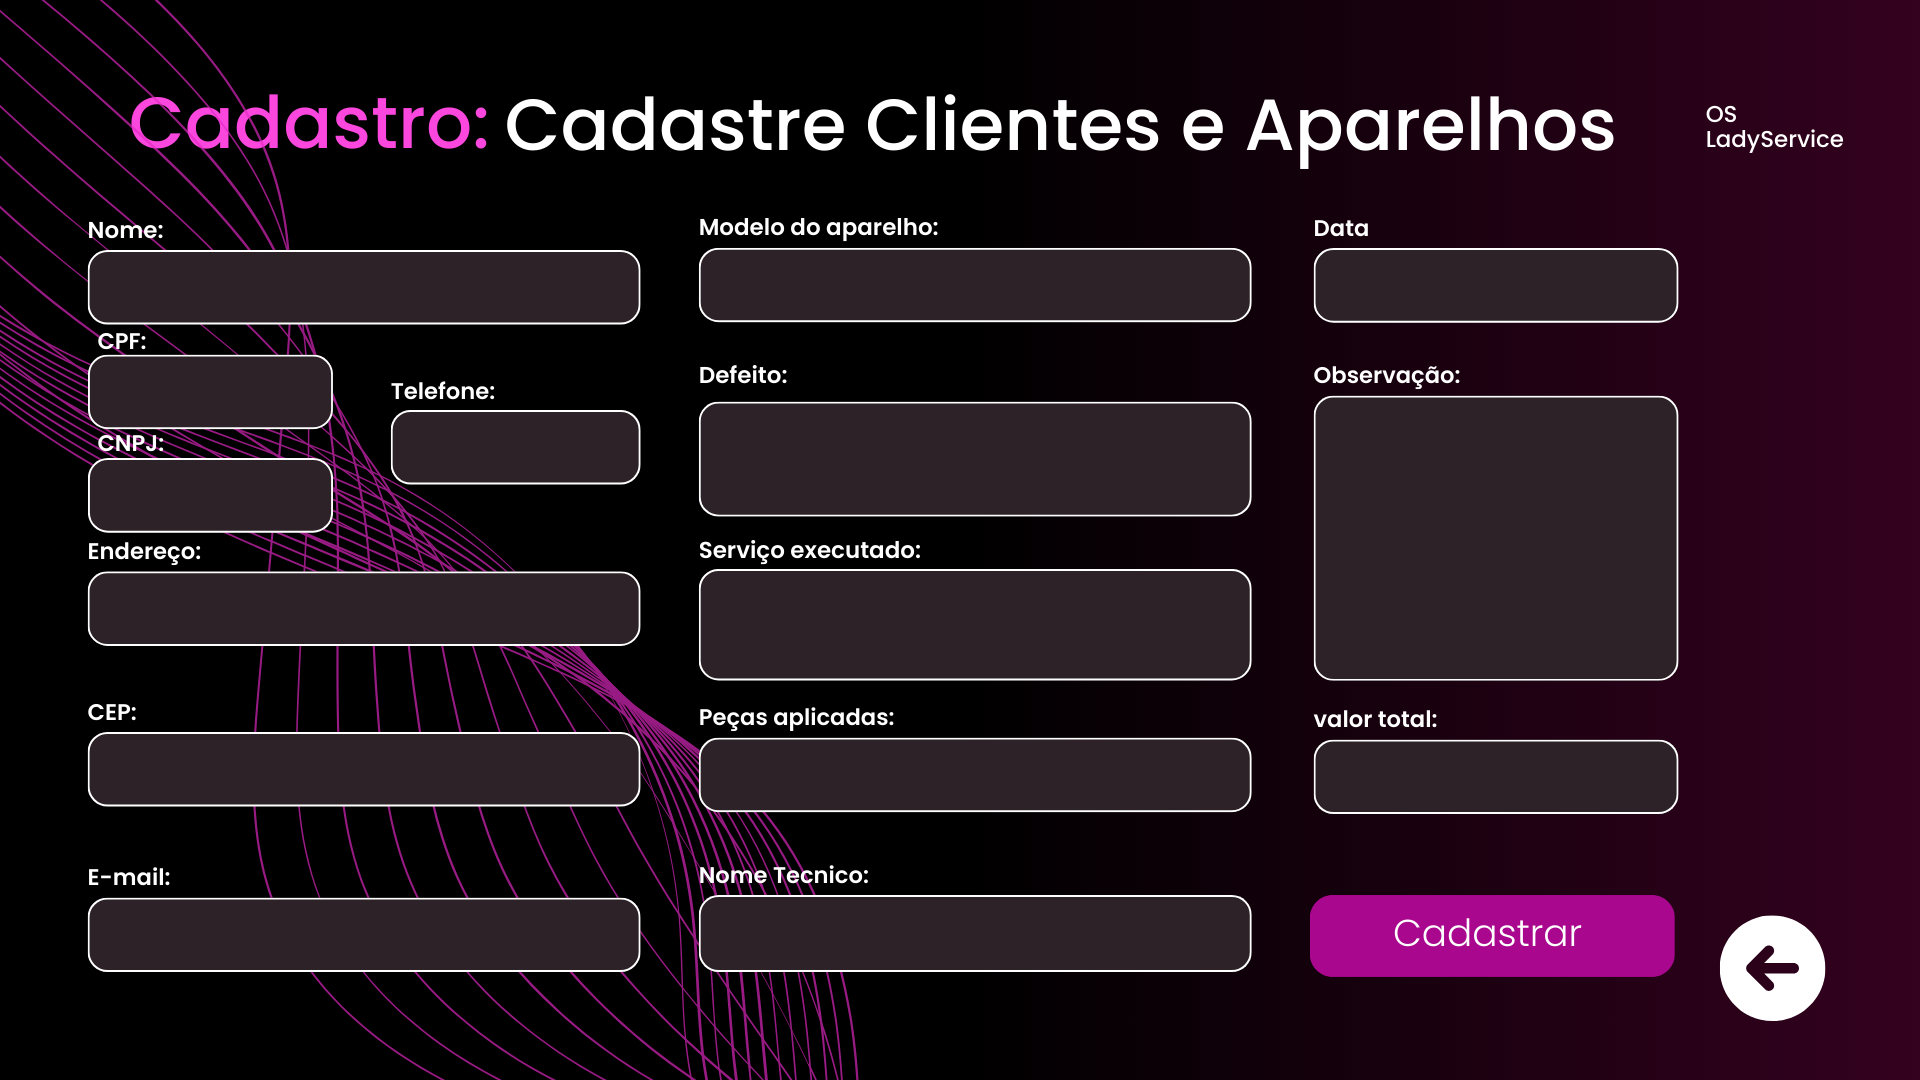 Cadastro: Cadastre Clientes e Aparelhos
OS
LadyService
Nome:
CPF:
CNPJ:
Telefone:
Endereço:
CEP:
E-mail:
Modelo do aparelho:
Defeito:
Serviço executado:
Peças aplicadas:
Nome Tecnico:
Data
Observação:
valor total:
Cadastrar